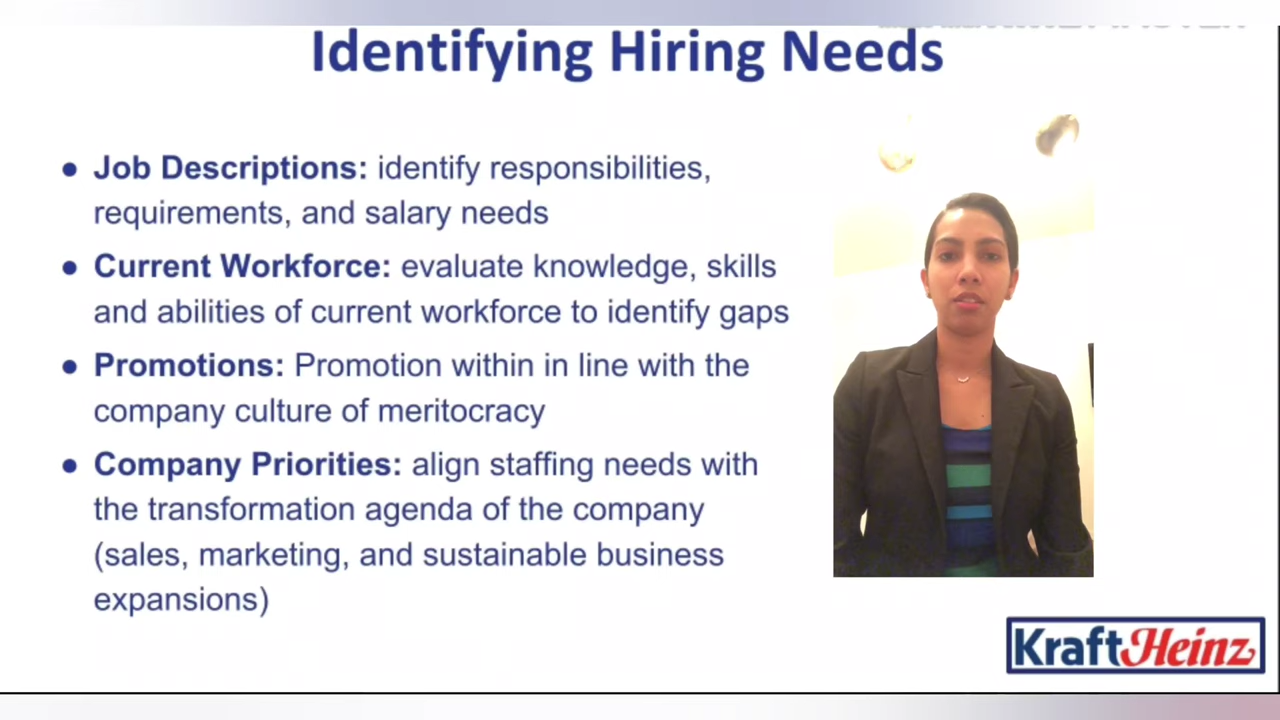 Identifying Hiring Needs
● Job Descriptions: identify responsibilities,
requirements, and salary needs
● Current Workforce: evaluate knowledge, skills
and abilities of current workforce to identify gaps
● Promotions: Promotion within in line with the
company culture of meritocracy
● Company Priorities: align staffing needs with
the transformation agenda of the company
(sales, marketing, and sustainable business
expansions)
KraftHeinz